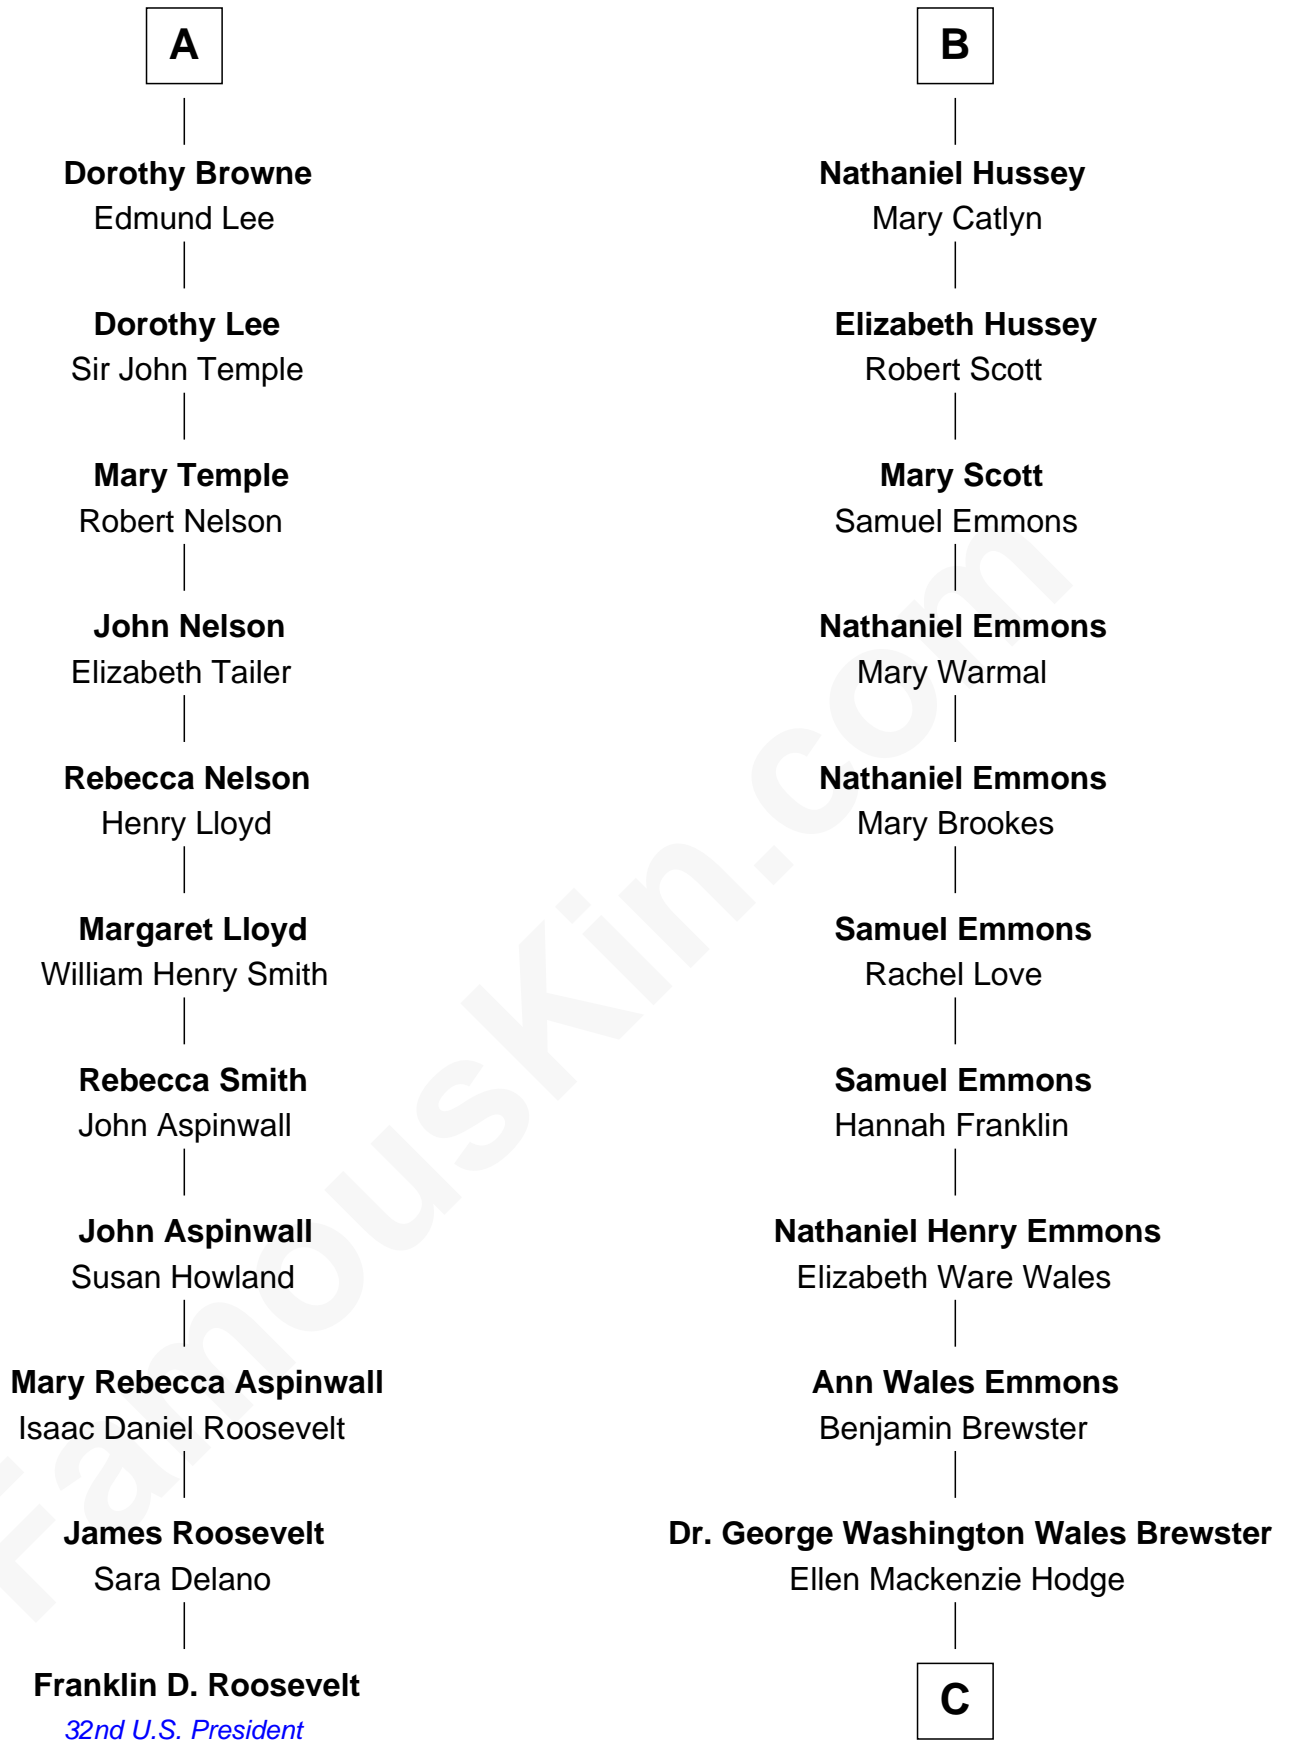 A
Dorothy Browne
Edmund Lee
Dorothy Lee
Sir John Temple
Mary Temple
Robert Nelson
John Nelson
Elizabeth Tailer
Rebecca Nelson
Henry Lloyd
Margaret Lloyd
William Henry Smith
Rebecca Smith
John Aspinwall
John Aspinwall
Susan Howland
Mary Rebecca Aspinwall
Isaac Daniel Roosevelt
James Roosevelt
Sara Delano
Franklin D. Roosevelt
32nd U.S. President
B
Nathaniel Hussey
Mary Catlyn
Elizabeth Hussey
Robert Scott
Mary Scott
Samuel Emmons
Nathaniel Emmons
Mary Warmal
Nathaniel Emmons
Mary Brookes
Samuel Emmons
Rachel Love
Samuel Emmons
Hannah Franklin
Nathaniel Henry Emmons
Elizabeth Ware Wales
Ann Wales Emmons
Benjamin Brewster
Dr. George Washington Wales Brewster
Ellen Mackenzie Hodge
C
FamousKin.com